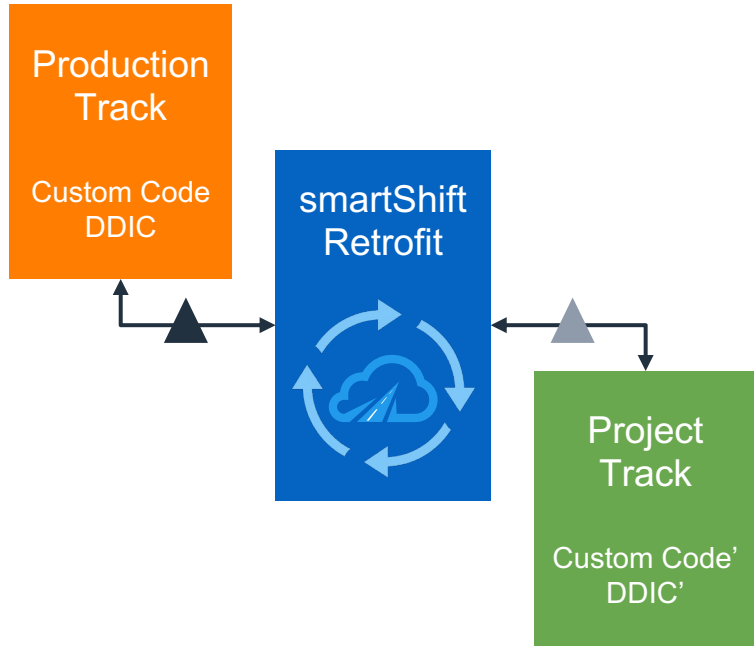 Production
Track
Custom Code
DDIC
smartShift
Retrofit
Project
Track
Custom Code’
DDIC’